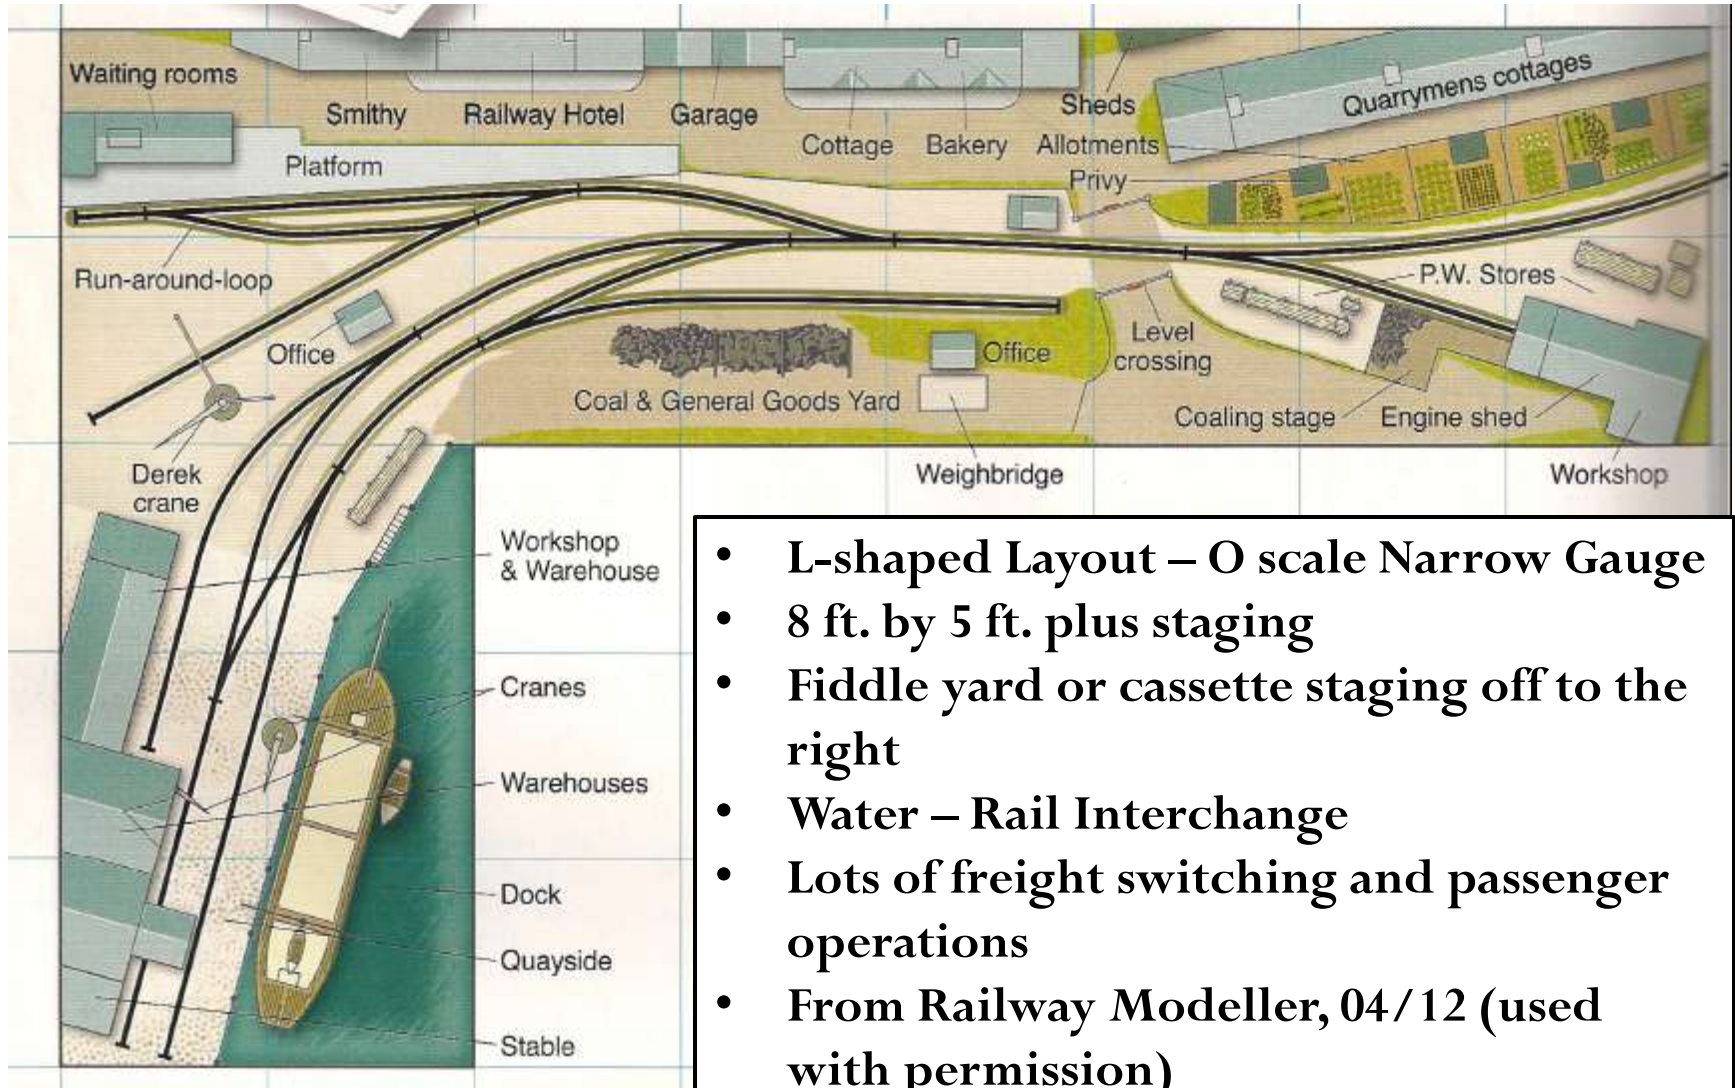 Waiting rooms
Smithy
Railway Hotel
Garage
Cottage
Bakery
Sheds
Quarrymens cottages
Allotments
Privy
Platform
Run-around-loop
Office
Derek
crane
P.W. Stores
Level
crossing
Office
Coal & General Goods Yard
Coaling stage
Engine shed
Weighbridge
Workshop
Workshop
& Warehouse
Cranes
Warehouses
Dock
Quayside
Stable
• L-shaped Layout – O scale Narrow Gauge
• 8 ft. by 5 ft. plus staging
• Fiddle yard or cassette staging off to the
right
• Water – Rail Interchange
• Lots of freight switching and passenger
operations
• From Railway Modeller, 04/12 (used
with permission)